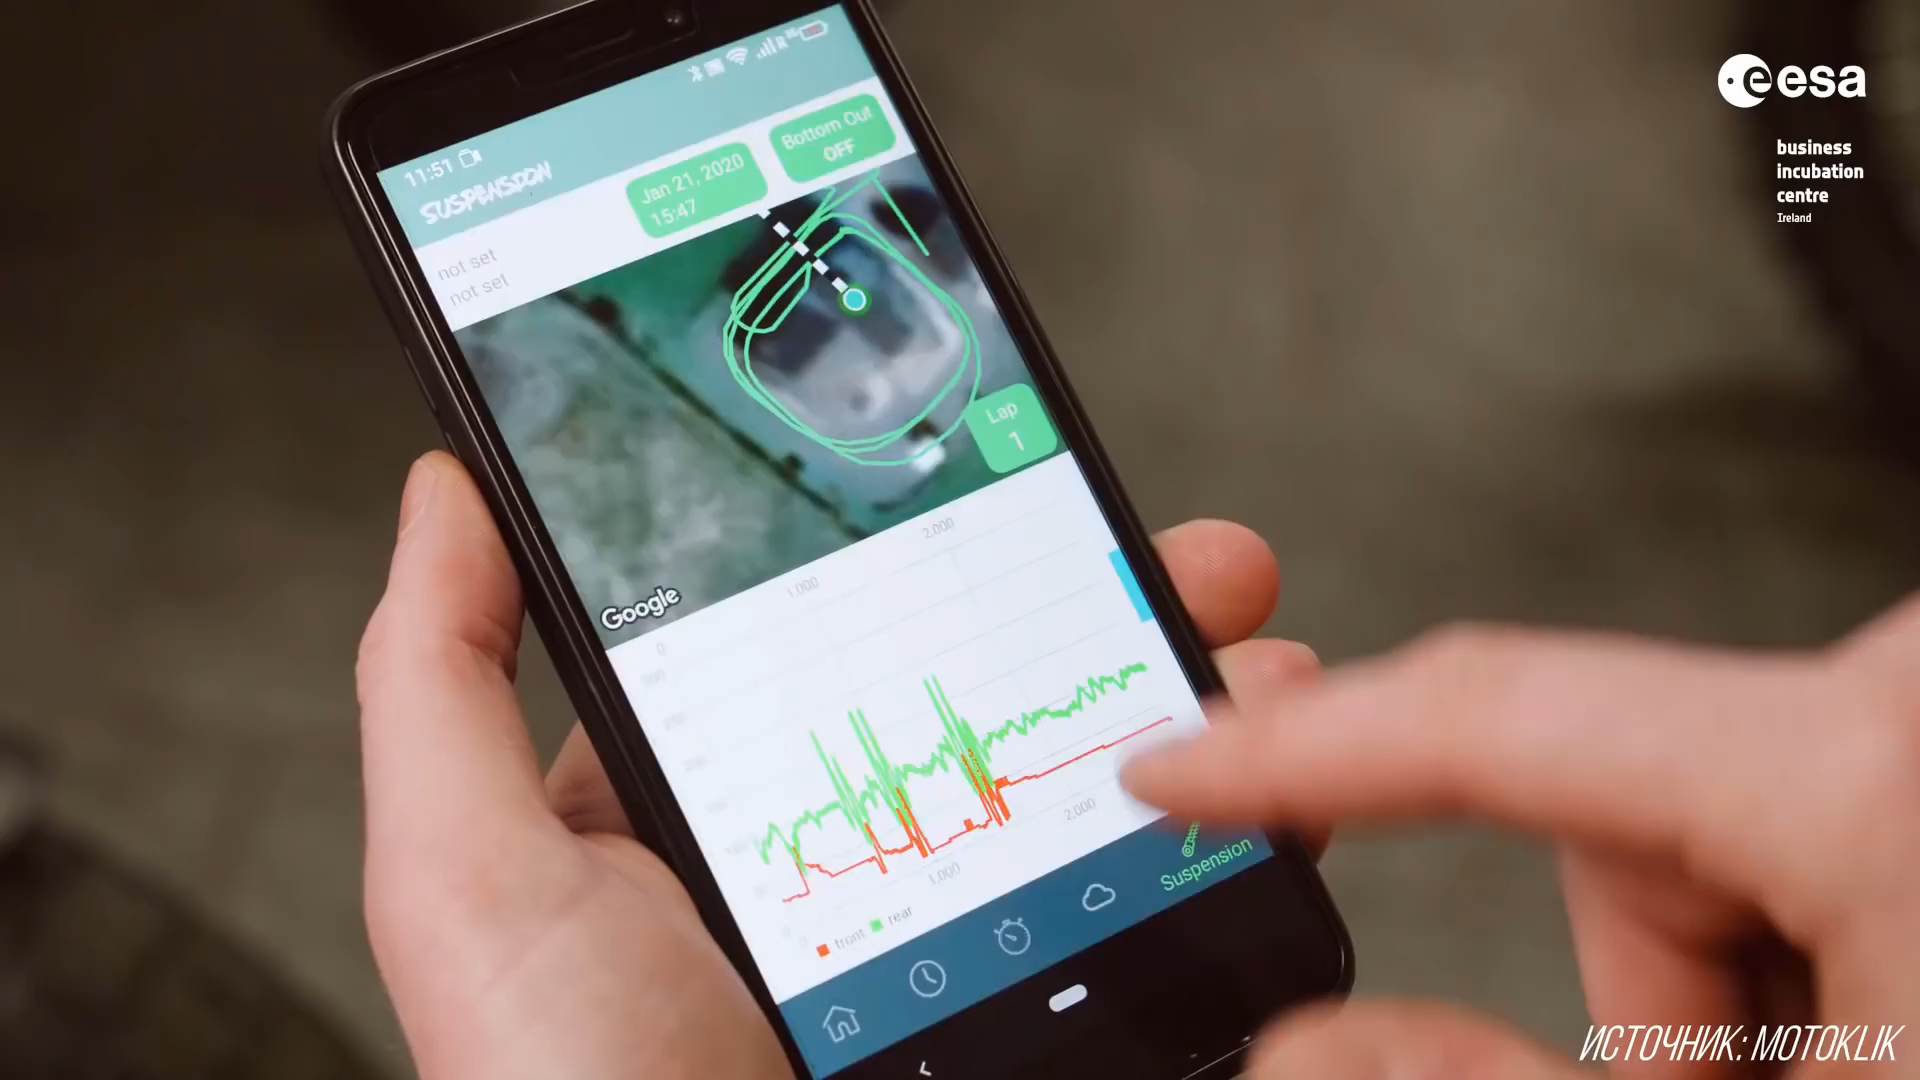 11:51
SUSPENSION
Jan 21, 2020
15:47
Bottom Out
OFF
not set
not set
Lap
1
Google
1,000
2,000
0
1,000
2,000
front
rear
Suspension
esa
business
incubation
centre
Ireland
ИСТОЧНИК: MOTOKLIK